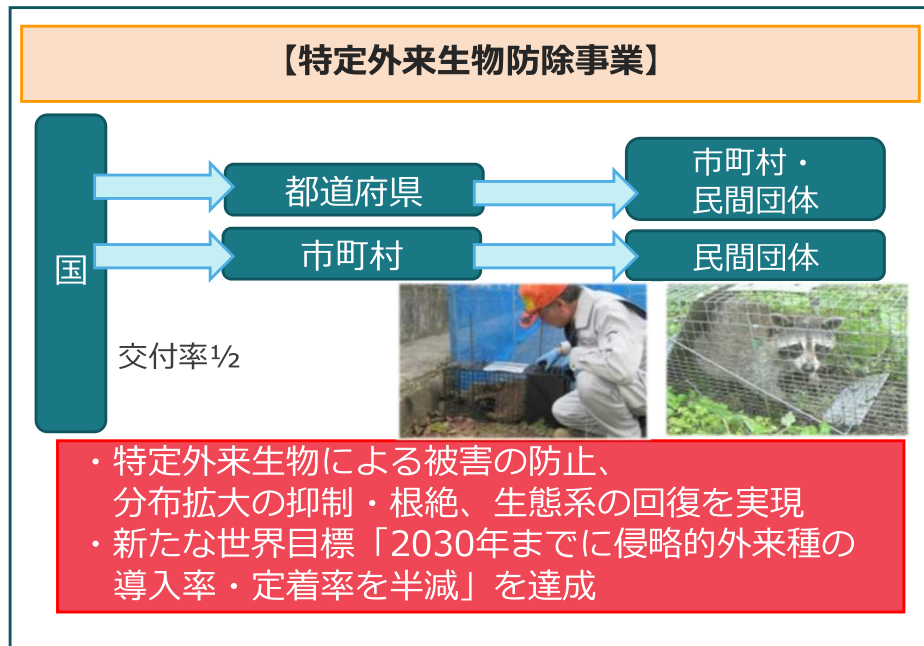 【特定外来生物防除事業】
国
都道府県
市町村・
民間団体
市町村
民間団体
交付率½
・特定外来生物による被害の防止、
分布拡大の抑制・根絶、生態系の回復を実現
・新たな世界目標「2030年までに侵略的外来種の
導入率・定着率を半減」を達成